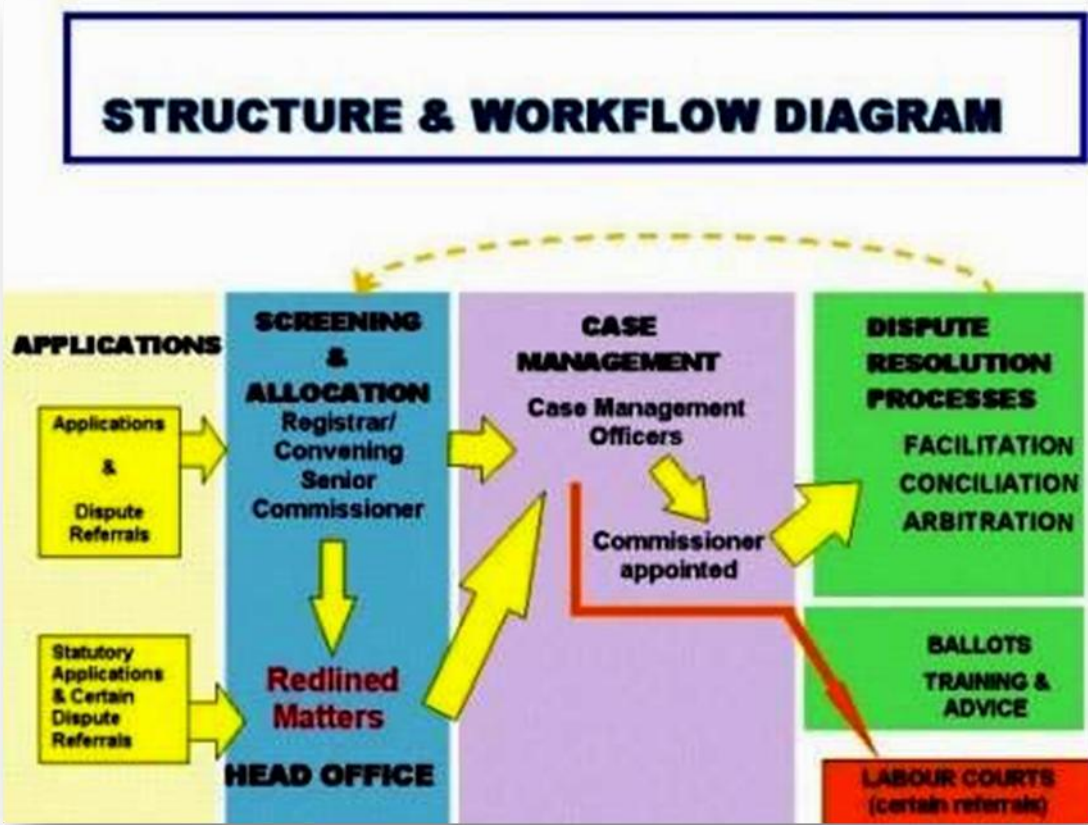 STRUCTURE & WORKFLOW DIAGRAM
APPLICATIONS
Applications
&
Dispute
Referrals
Statutory
Applications
& Certain
Dispute
Referrals
SCREENING
&
ALLOCATION
Registrar/
Convening
Senior
Commissioner
Redlined
Matters
HEAD OFFICE
CASE
MANAGEMENT
Case Management
Officers
Commissioner
appointed
DISPUTE
RESOLUTION
PROCESSES
FACILITATION
CONCILIATION
ARBITRATION
BALLOTS
TRAINING &
ADVICE
LABOUR COURTS
(certain referrals)